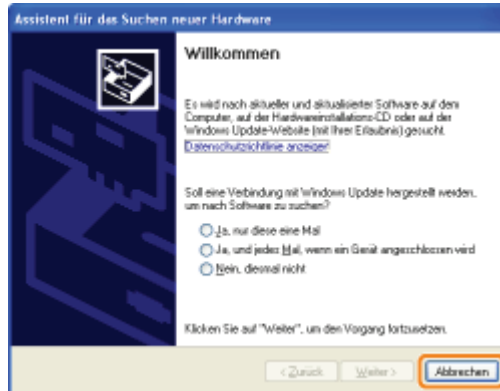 Assistent für das Suchen neuer Hardware
Willkommen
Es wird nach aktueller und aktualisierter Software auf dem
Computer, auf der Hardwareinstallations-CD oder auf der
Windows Update-Website (mit Ihrer Erlaubnis) gesucht.
Datenschutzrichtlinie anzeigen
Soll eine Verbindung mit Windows Update hergestellt werden,
um nach Software zu suchen?
Ja, nur diese eine Mal
Ja, und jedes Mal, wenn ein Gerät angeschlossen wird
Nein, diesmal nicht
Klicken Sie auf "Weiter", um den Vorgang fortzusetzen.
< Zurück Weiter > Abbrechen